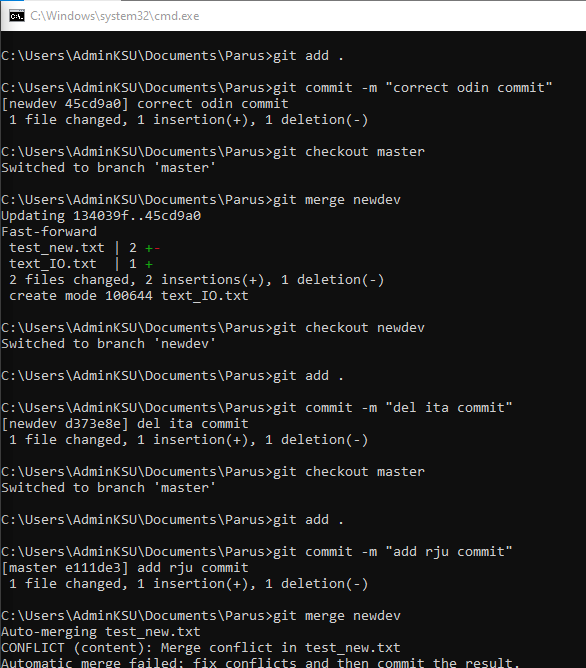 C:\Windows\system32\cmd.exe
C:\Users\AdminKSU\Documents\Parus>git add .
C:\Users\AdminKSU\Documents\Parus>git commit -m "correct odin commit"
[newdev 45cd9a0] correct odin commit
 1 file changed, 1 insertion(+), 1 deletion(-)
C:\Users\AdminKSU\Documents\Parus>git checkout master
Switched to branch 'master'
C:\Users\AdminKSU\Documents\Parus>git merge newdev
Updating 134039f..45cd9a0
Fast-forward
 test_new.txt | 2 +-
 text_IO.txt  | 1 +
 2 files changed, 2 insertions(+), 1 deletion(-)
 create mode 100644 text_IO.txt
C:\Users\AdminKSU\Documents\Parus>git checkout newdev
Switched to branch 'newdev'
C:\Users\AdminKSU\Documents\Parus>git add .
C:\Users\AdminKSU\Documents\Parus>git commit -m "del ita commit"
[newdev d373e8e] del ita commit
 1 file changed, 1 insertion(+), 1 deletion(-)
C:\Users\AdminKSU\Documents\Parus>git checkout master
Switched to branch 'master'
C:\Users\AdminKSU\Documents\Parus>git add .
C:\Users\AdminKSU\Documents\Parus>git commit -m "add rju commit"
[master e111de3] add rju commit
 1 file changed, 1 insertion(+), 1 deletion(-)
C:\Users\AdminKSU\Documents\Parus>git merge newdev
Auto-merging test_new.txt
CONFLICT (content): Merge conflict in test_new.txt
Automatic merge failed; fix conflicts and then commit the result.